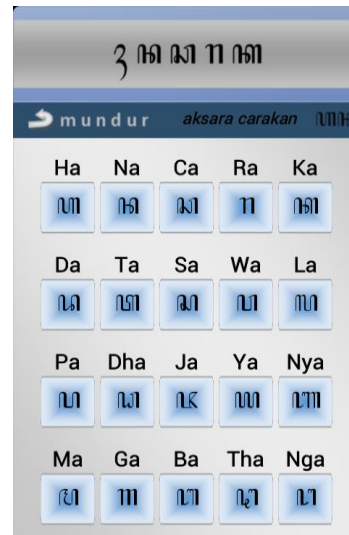 ꦤ ꦕ ꦫ ꦏ
mundur aksara carakan
Ha Na Ca Ra Ka
ꦲ ꦤ ꦕ ꦫ ꦏ
Da Ta Sa Wa La
ꦢ ꦠ ꦱ ꦮ ꦭ
Pa Dha Ja Ya Nya
ꦥ ꦝ ꦗ ꦪ ꦚ
Ma Ga Ba Tha Nga
ꦩ ꦒ ꦧ ꦛ ꦔ